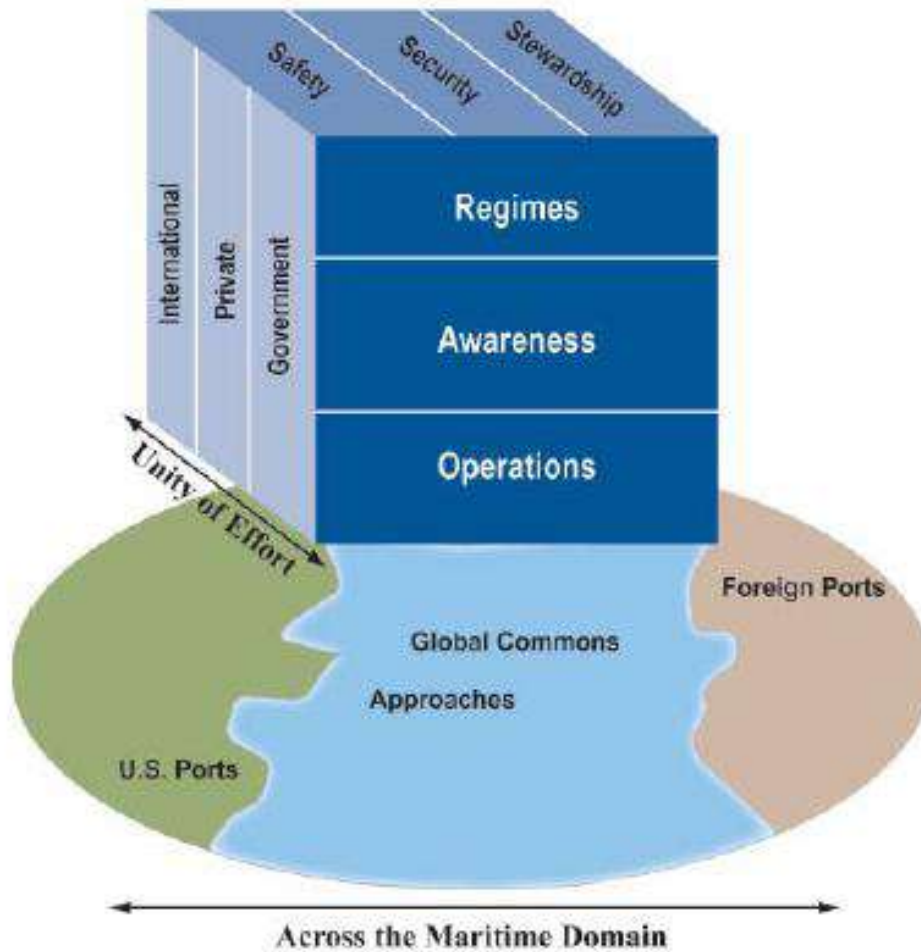 Safety
Security
Stewardship
International
Private
Government
Regimes
Awareness
Operations
Unity of Effort
Foreign Ports
Global Commons
Approaches
U.S. Ports
Across the Maritime Domain